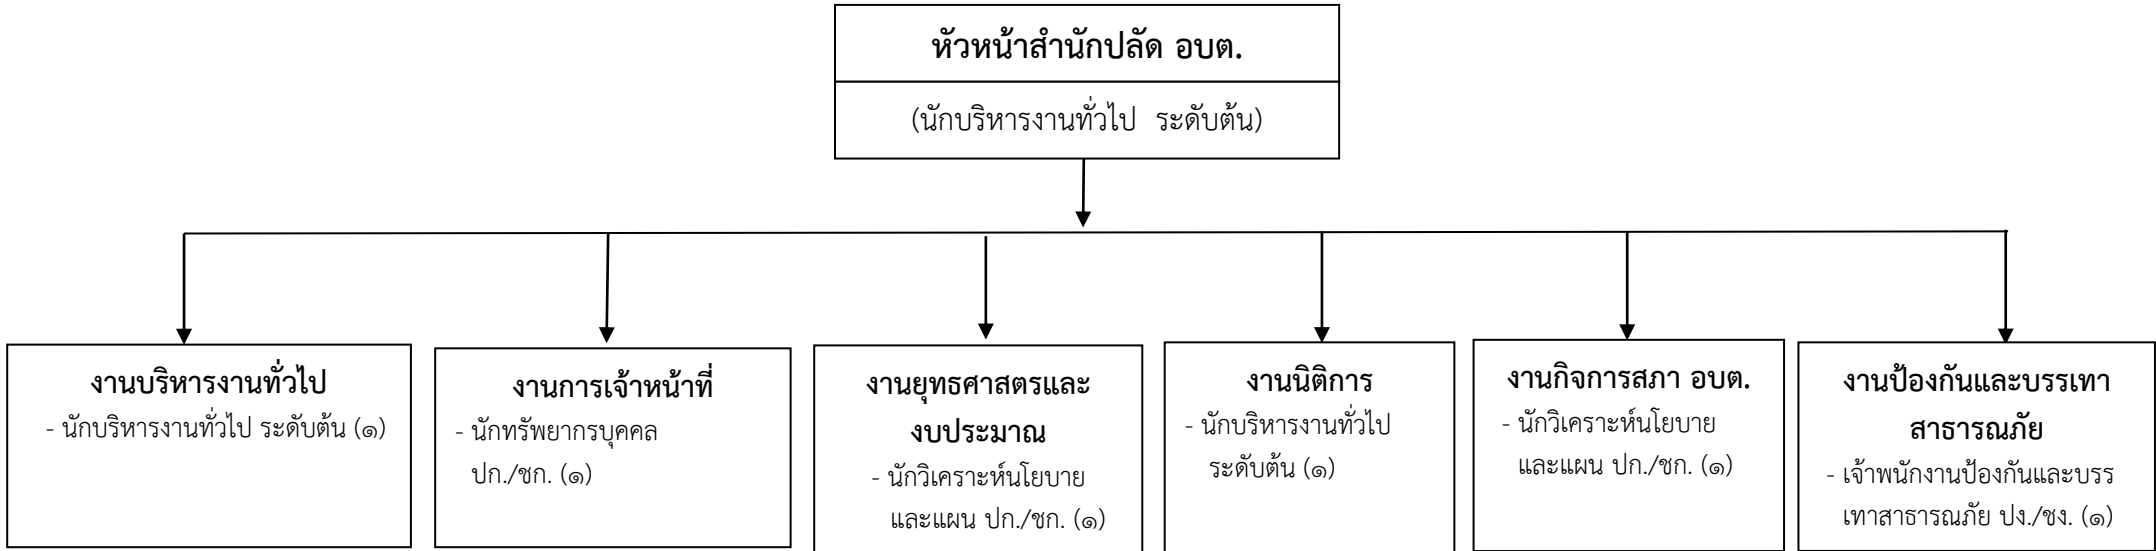 หัวหน้าสำนักปลัด อบต.
(นักบริหารงานทั่วไป ระดับต้น)
งานบริหารงานทั่วไป
- นักบริหารงานทั่วไป ระดับต้น (๑)
งานการเจ้าหน้าที่
- นักทรัพยากรบุคคล
ปก./ชก. (๑)
งานยุทธศาสตรและ
งบประมาณ
- นักวิเคราะห์นโยบาย
และแผน ปก./ชก. (๑)
งานนิติการ
- นักบริหารงานทั่วไป
ระดับต้น (๑)
งานกิจการสภา อบต.
- นักวิเคราะห์นโยบาย
และแผน ปก./ชก. (๑)
งานป้องกันและบรรเทา
สาธารณภัย
- เจ้าพนักงานป้องกันและบรร
เทาสาธารณภัย ปง./ชง. (๑)